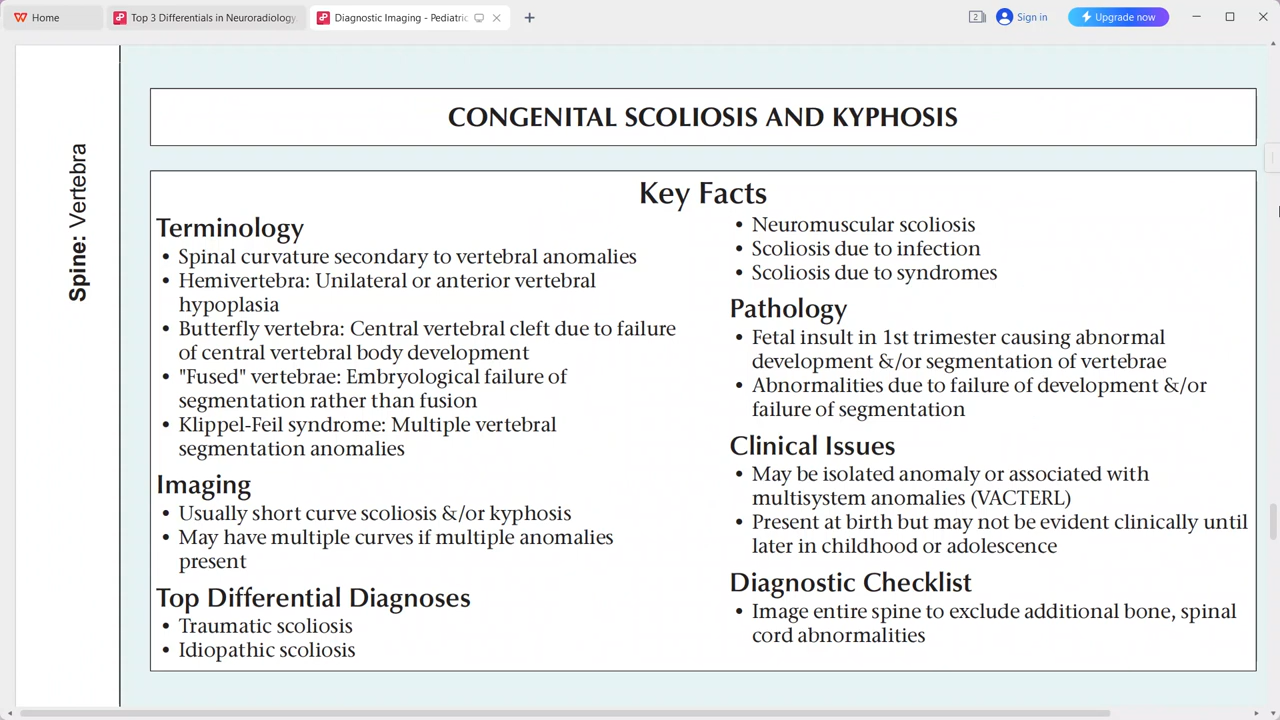 Home
Top 3 Differentials in Neuroradiology.
Diagnostic Imaging - Pediatric
2
Sign in
Upgrade now
Spine: Vertebra
CONGENITAL SCOLIOSIS AND KYPHOSIS
Key Facts
Terminology
• Spinal curvature secondary to vertebral anomalies
• Hemivertebra: Unilateral or anterior vertebral
hypoplasia
• Butterfly vertebra: Central vertebral cleft due to failure
of central vertebral body development
• "Fused" vertebrae: Embryological failure of
segmentation rather than fusion
• Klippel-Feil syndrome: Multiple vertebral
segmentation anomalies
Imaging
• Usually short curve scoliosis &/or kyphosis
• May have multiple curves if multiple anomalies
present
Top Differential Diagnoses
• Traumatic scoliosis
• Idiopathic scoliosis
• Neuromuscular scoliosis
• Scoliosis due to infection
• Scoliosis due to syndromes
Pathology
• Fetal insult in 1st trimester causing abnormal
development &/or segmentation of vertebrae
• Abnormalities due to failure of development &/or
failure of segmentation
Clinical Issues
• May be isolated anomaly or associated with
multisystem anomalies (VACTERL)
• Present at birth but may not be evident clinically until
later in childhood or adolescence
Diagnostic Checklist
• Image entire spine to exclude additional bone, spinal
cord abnormalities